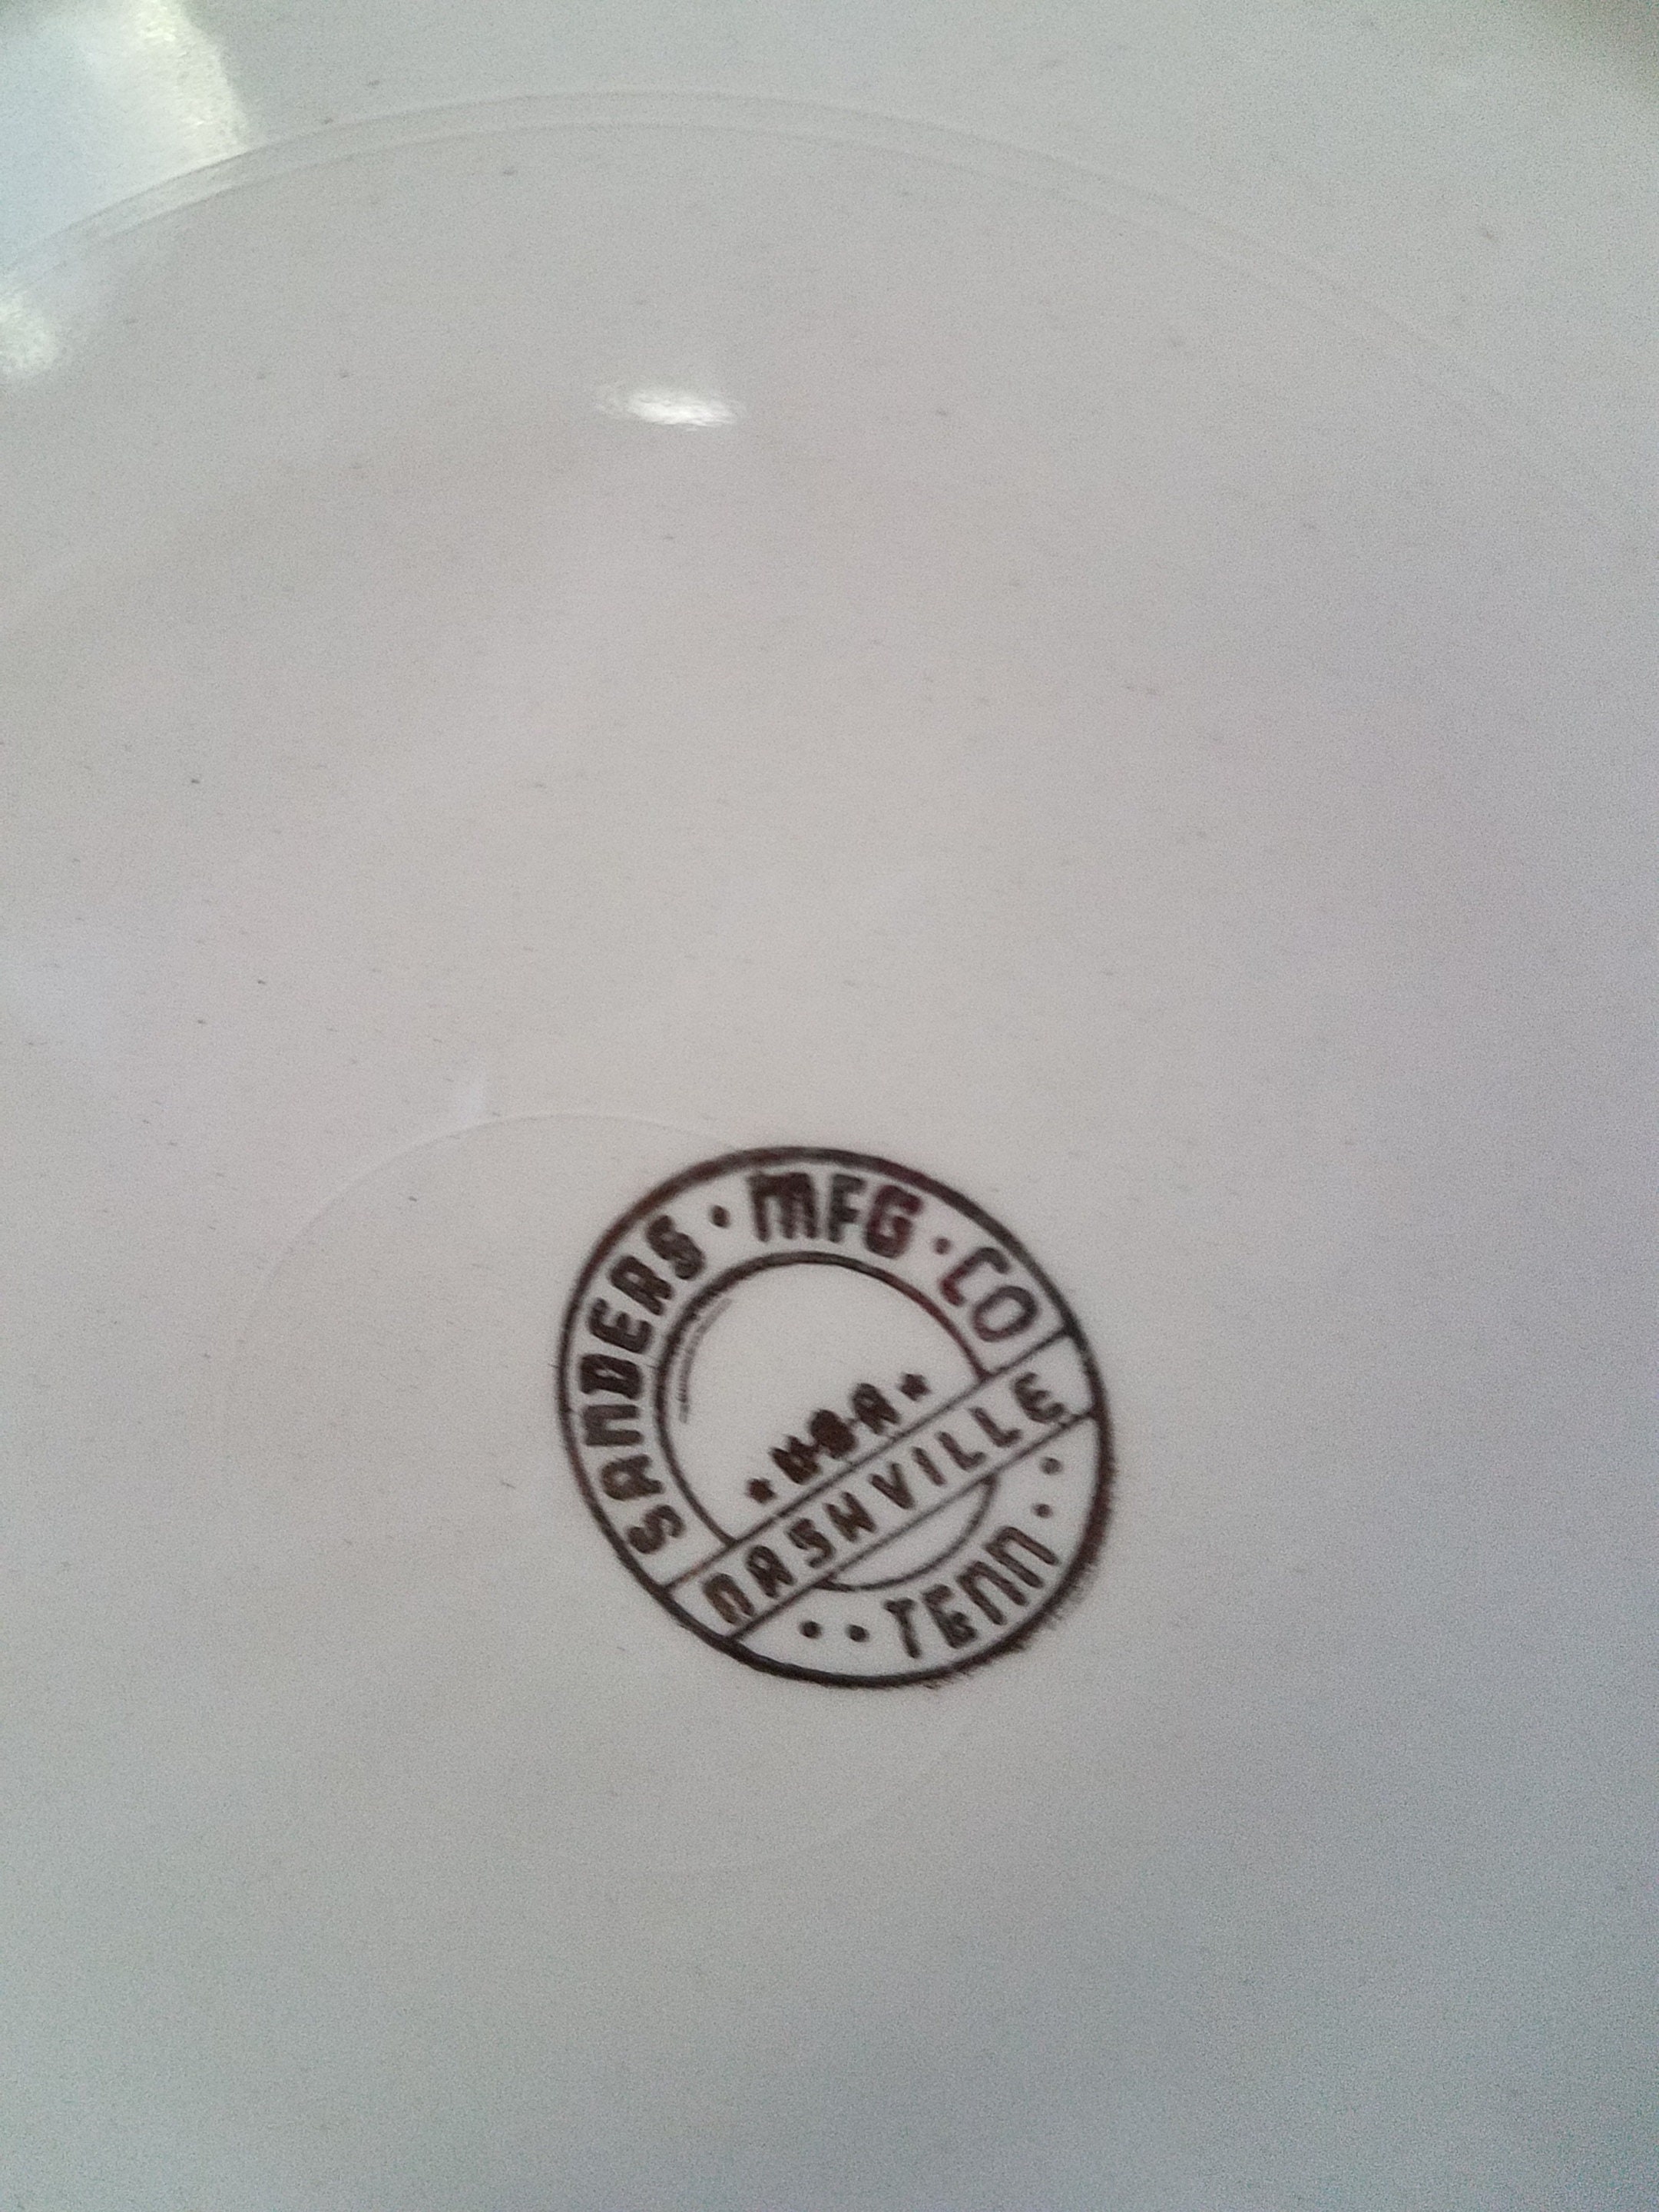 SANDERS · MFG · CO
NASHVILLE
·· TENN ··